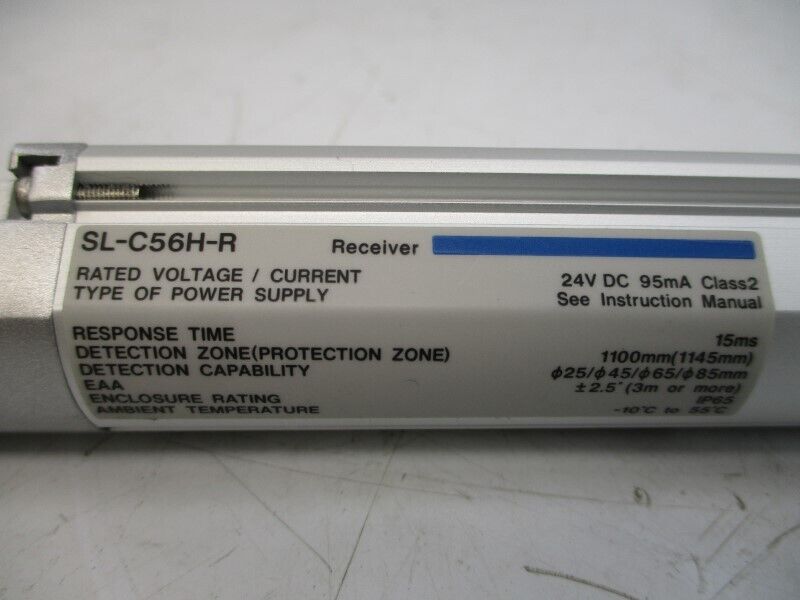 SL-C56H-R Receiver
RATED VOLTAGE / CURRENT 24V DC 95mA Class2
TYPE OF POWER SUPPLY See Instruction Manual
RESPONSE TIME 15ms
DETECTION ZONE(PROTECTION ZONE) 1100mm(1145mm)
DETECTION CAPABILITY ϕ25/ϕ45/ϕ65/ϕ85mm
EAA ±2.5° (3m or more)
ENCLOSURE RATING IP65
AMBIENT TEMPERATURE -10°C to 55°C